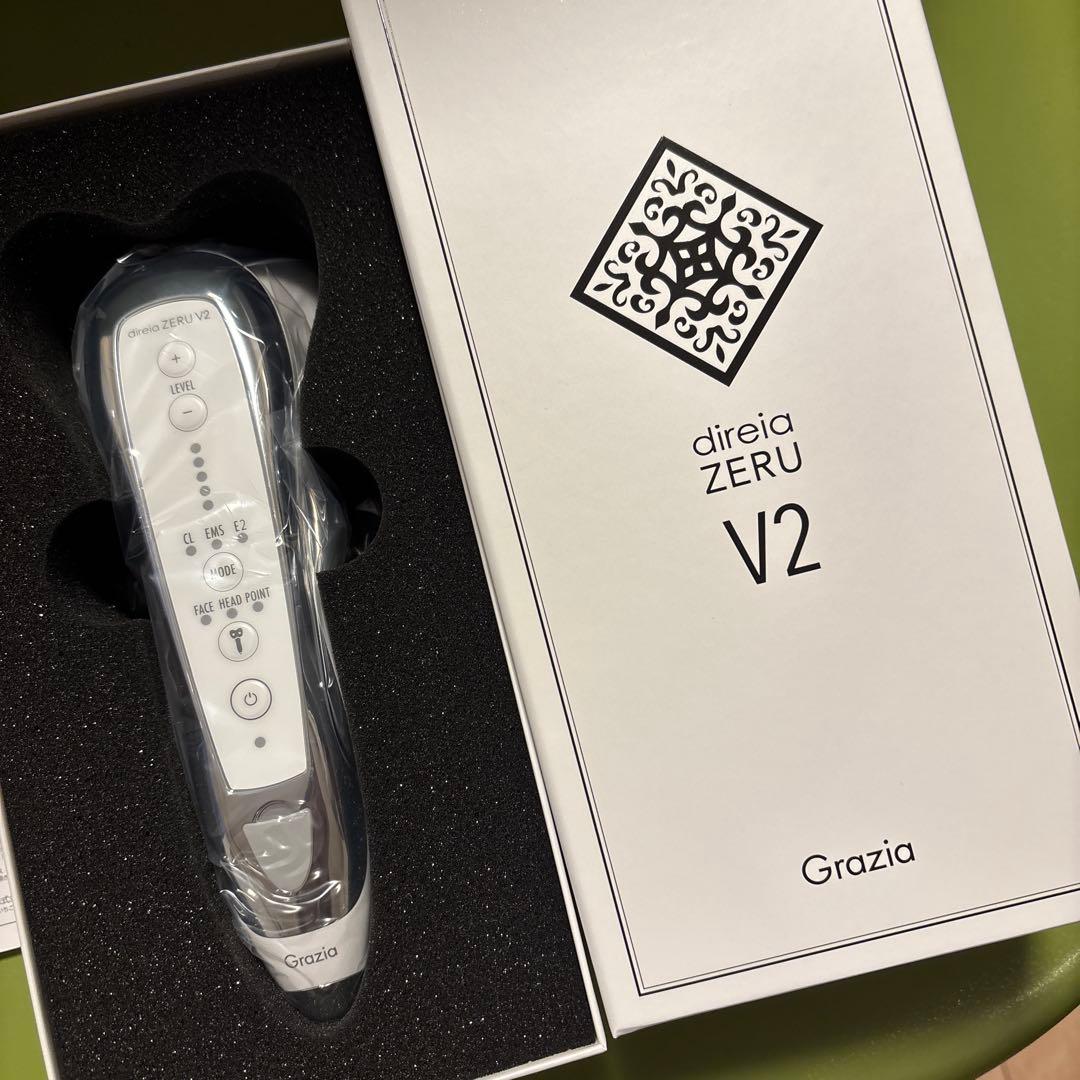 direia ZERU V2
+
LEVEL
-
CL EMS E2
MODE
FACE HEAD POINT
Grazia
direia
ZERU
V2
Grazia